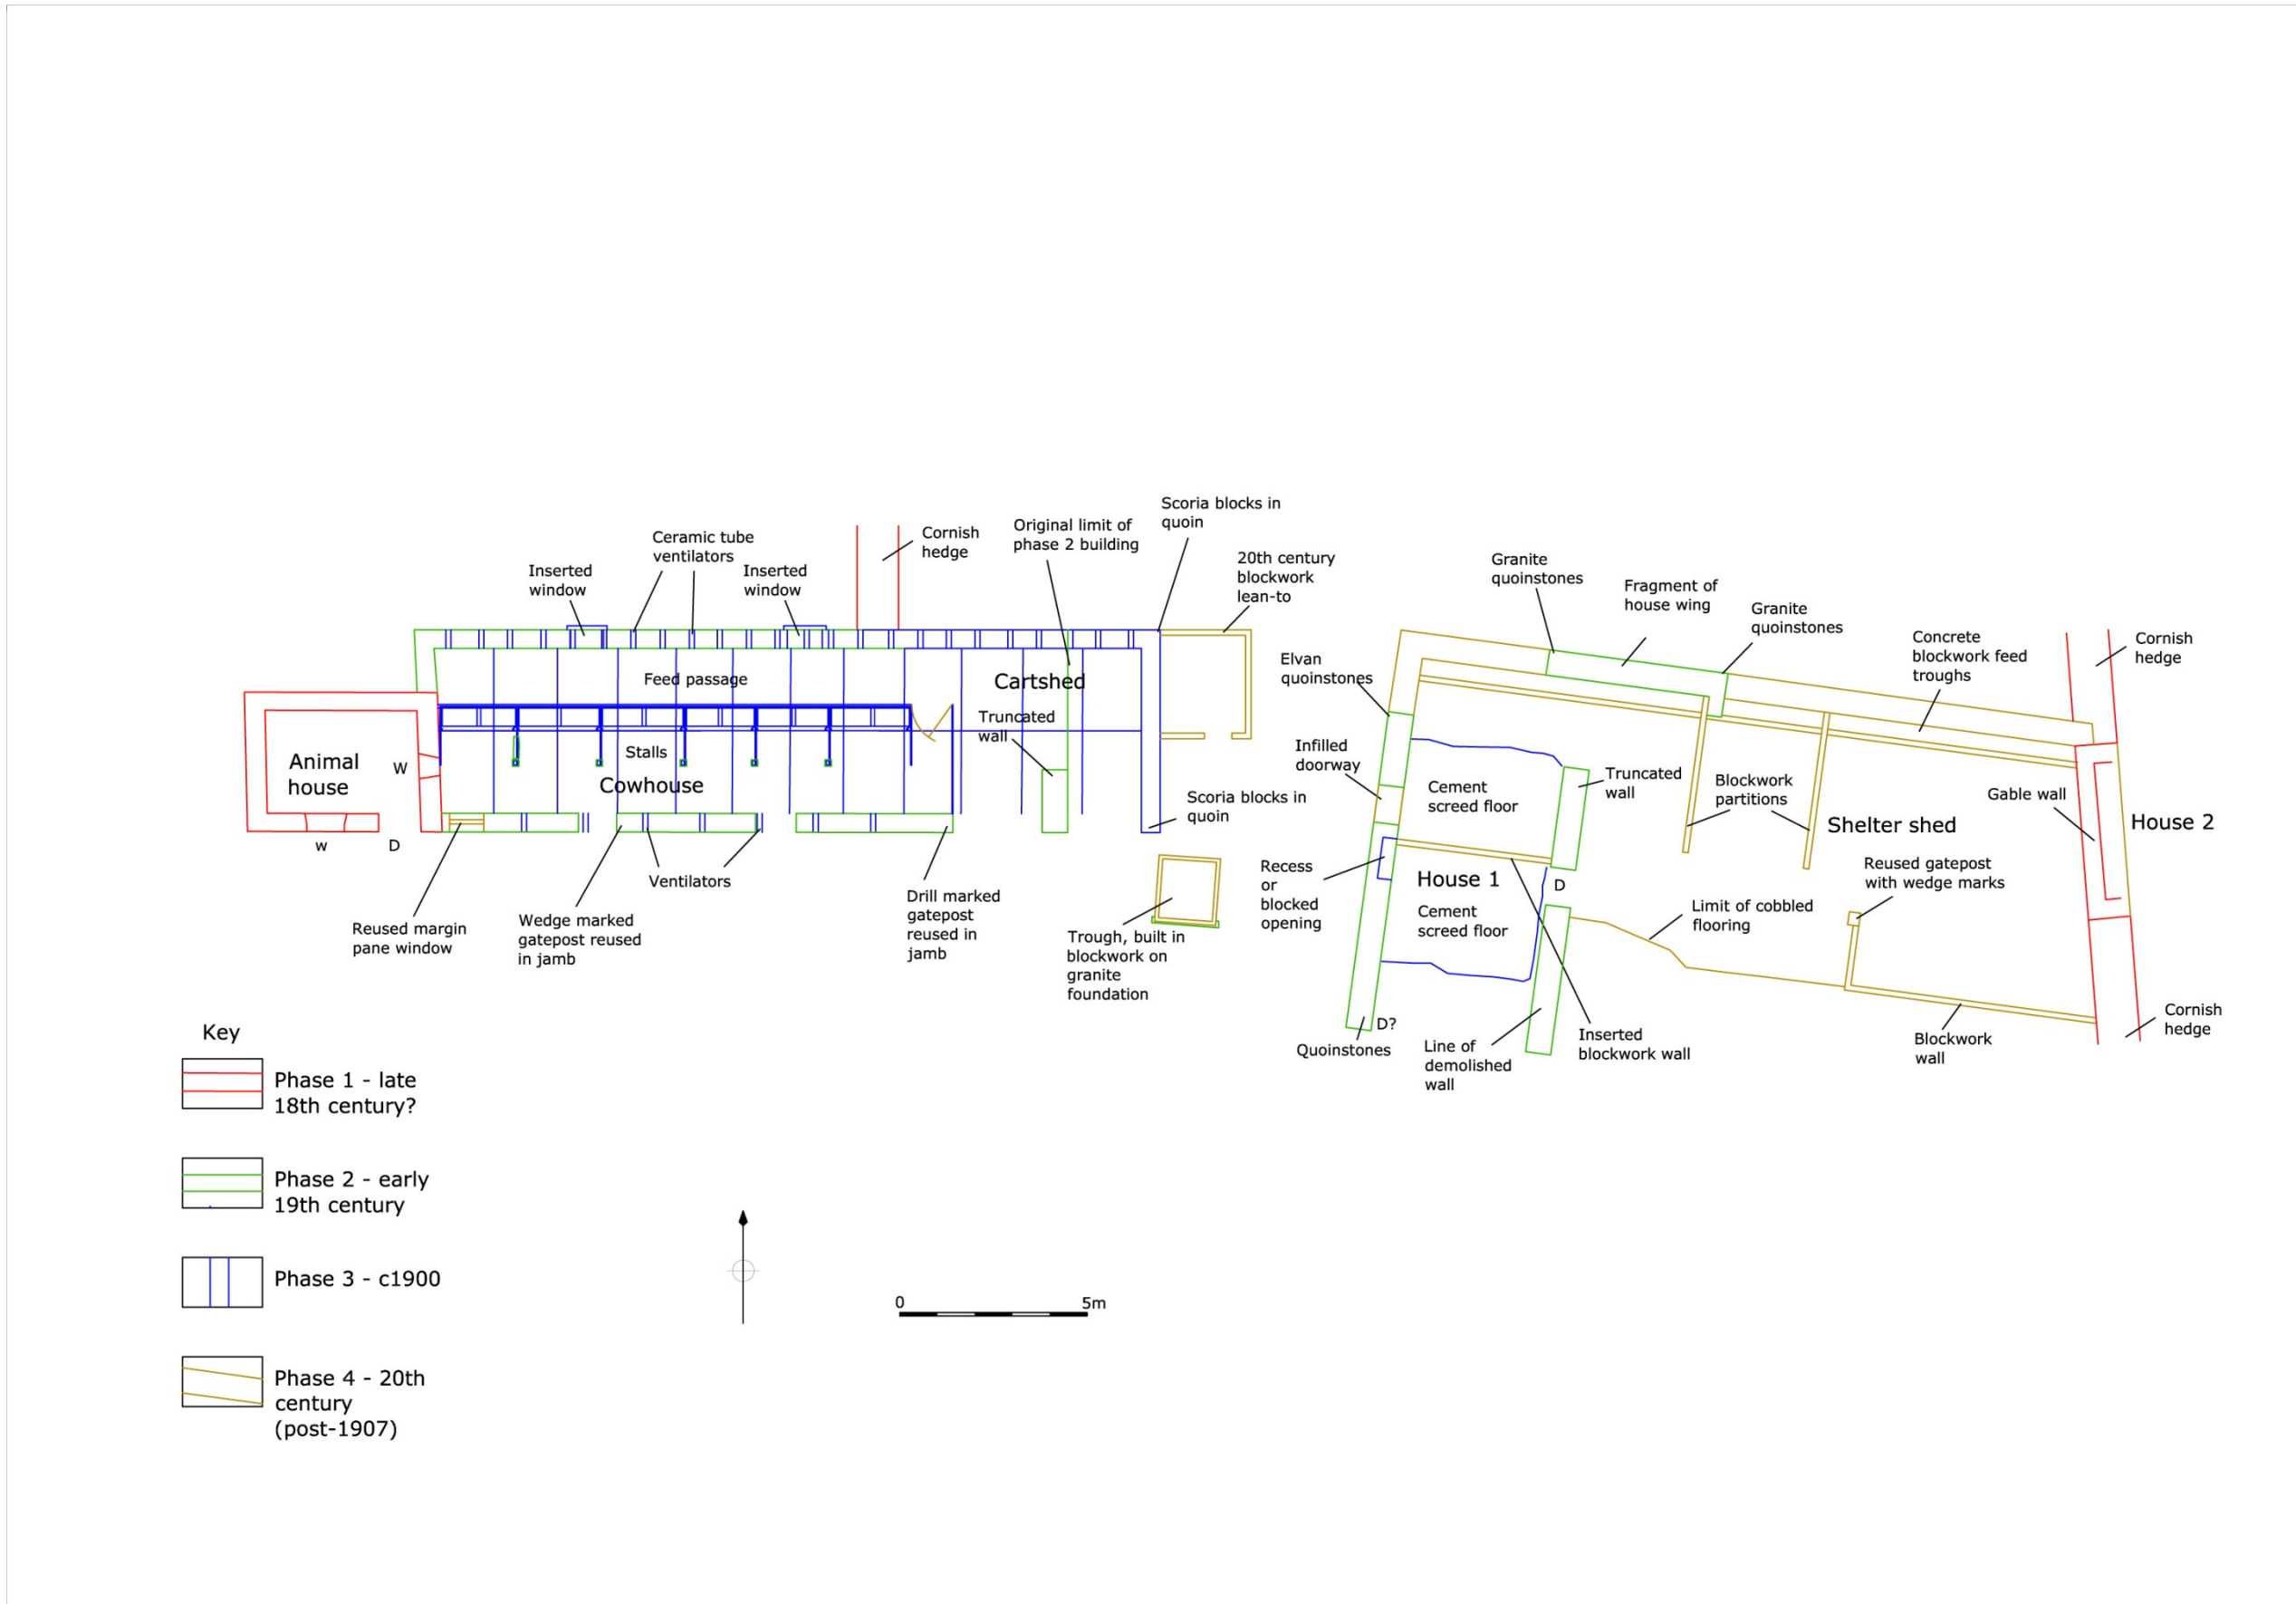 Scoria blocks in
quoin
Original limit of
phase 2 building
Cornish
hedge
Ceramic tube
ventilators
Inserted
window
Inserted
window
20th century
blockwork
lean-to
Granite
quoinstones
Fragment of
house wing
Granite
quoinstones
Concrete
blockwork feed
troughs
Cornish
hedge
Elvan
quoinstones
Feed passage
Cartshed
Truncated
wall
Stalls
Cowhouse
Animal
house
W
w
D
Infilled
doorway
Cement
screed floor
Truncated
wall
Blockwork
partitions
Gable wall
Shelter shed
House 2
Scoria blocks in
quoin
Recess
or
blocked
opening
House 1
Cement
screed floor
D
Reused gatepost
with wedge marks
Limit of cobbled
flooring
Ventilators
Reused margin
pane window
Wedge marked
gatepost reused
in jamb
Drill marked
gatepost
reused in
jamb
Trough, built in
blockwork on
granite
foundation
D?
Quoinstones
Line of
demolished
wall
Inserted
blockwork wall
Blockwork
wall
Cornish
hedge
Key
Phase 1 - late
18th century?
Phase 2 - early
19th century
Phase 3 - c1900
Phase 4 - 20th
century
(post-1907)
0 5m